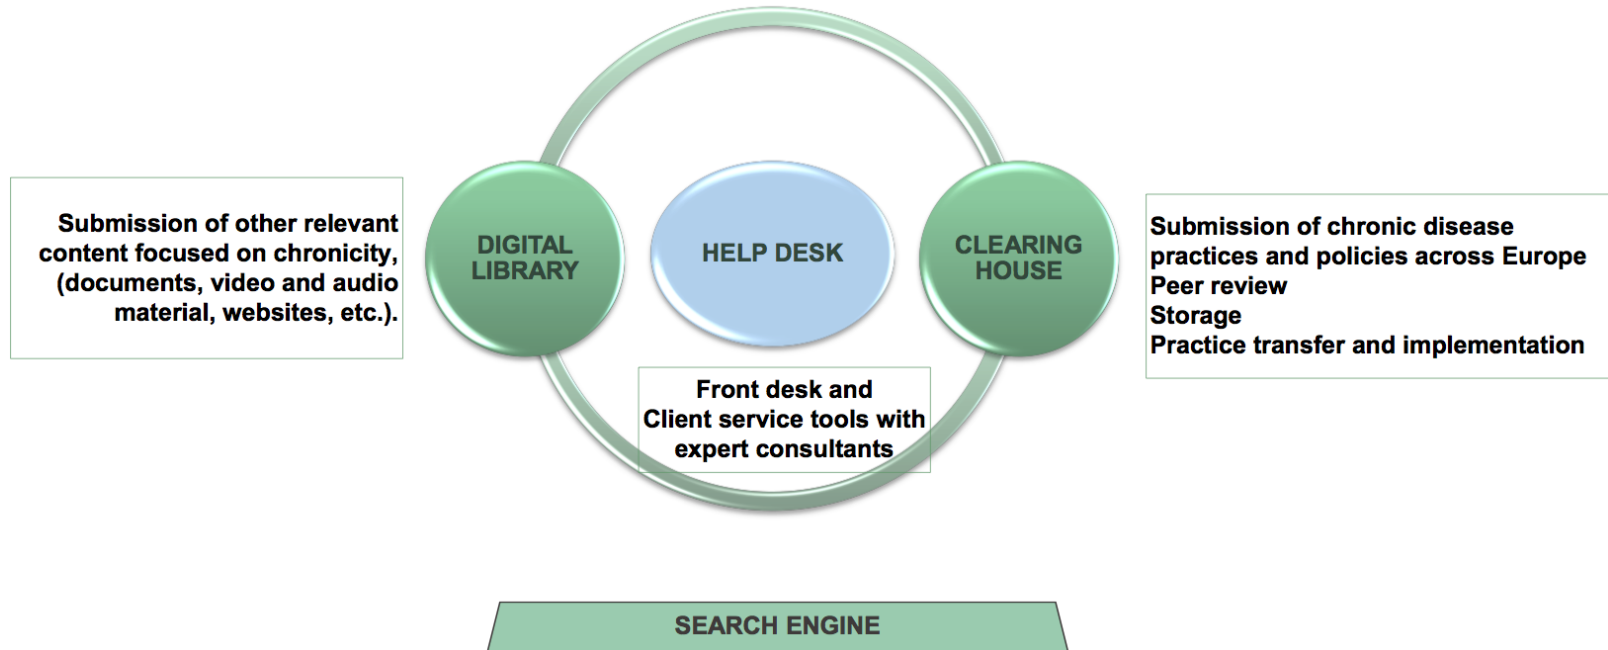 Submission of other relevant
content focused on chronicity,
(documents, video and audio
material, websites, etc.).
DIGITAL
LIBRARY
HELP DESK
CLEARING
HOUSE
Submission of chronic disease
practices and policies across Europe
Peer review
Storage
Practice transfer and implementation
Front desk and
Client service tools with
expert consultants
SEARCH ENGINE